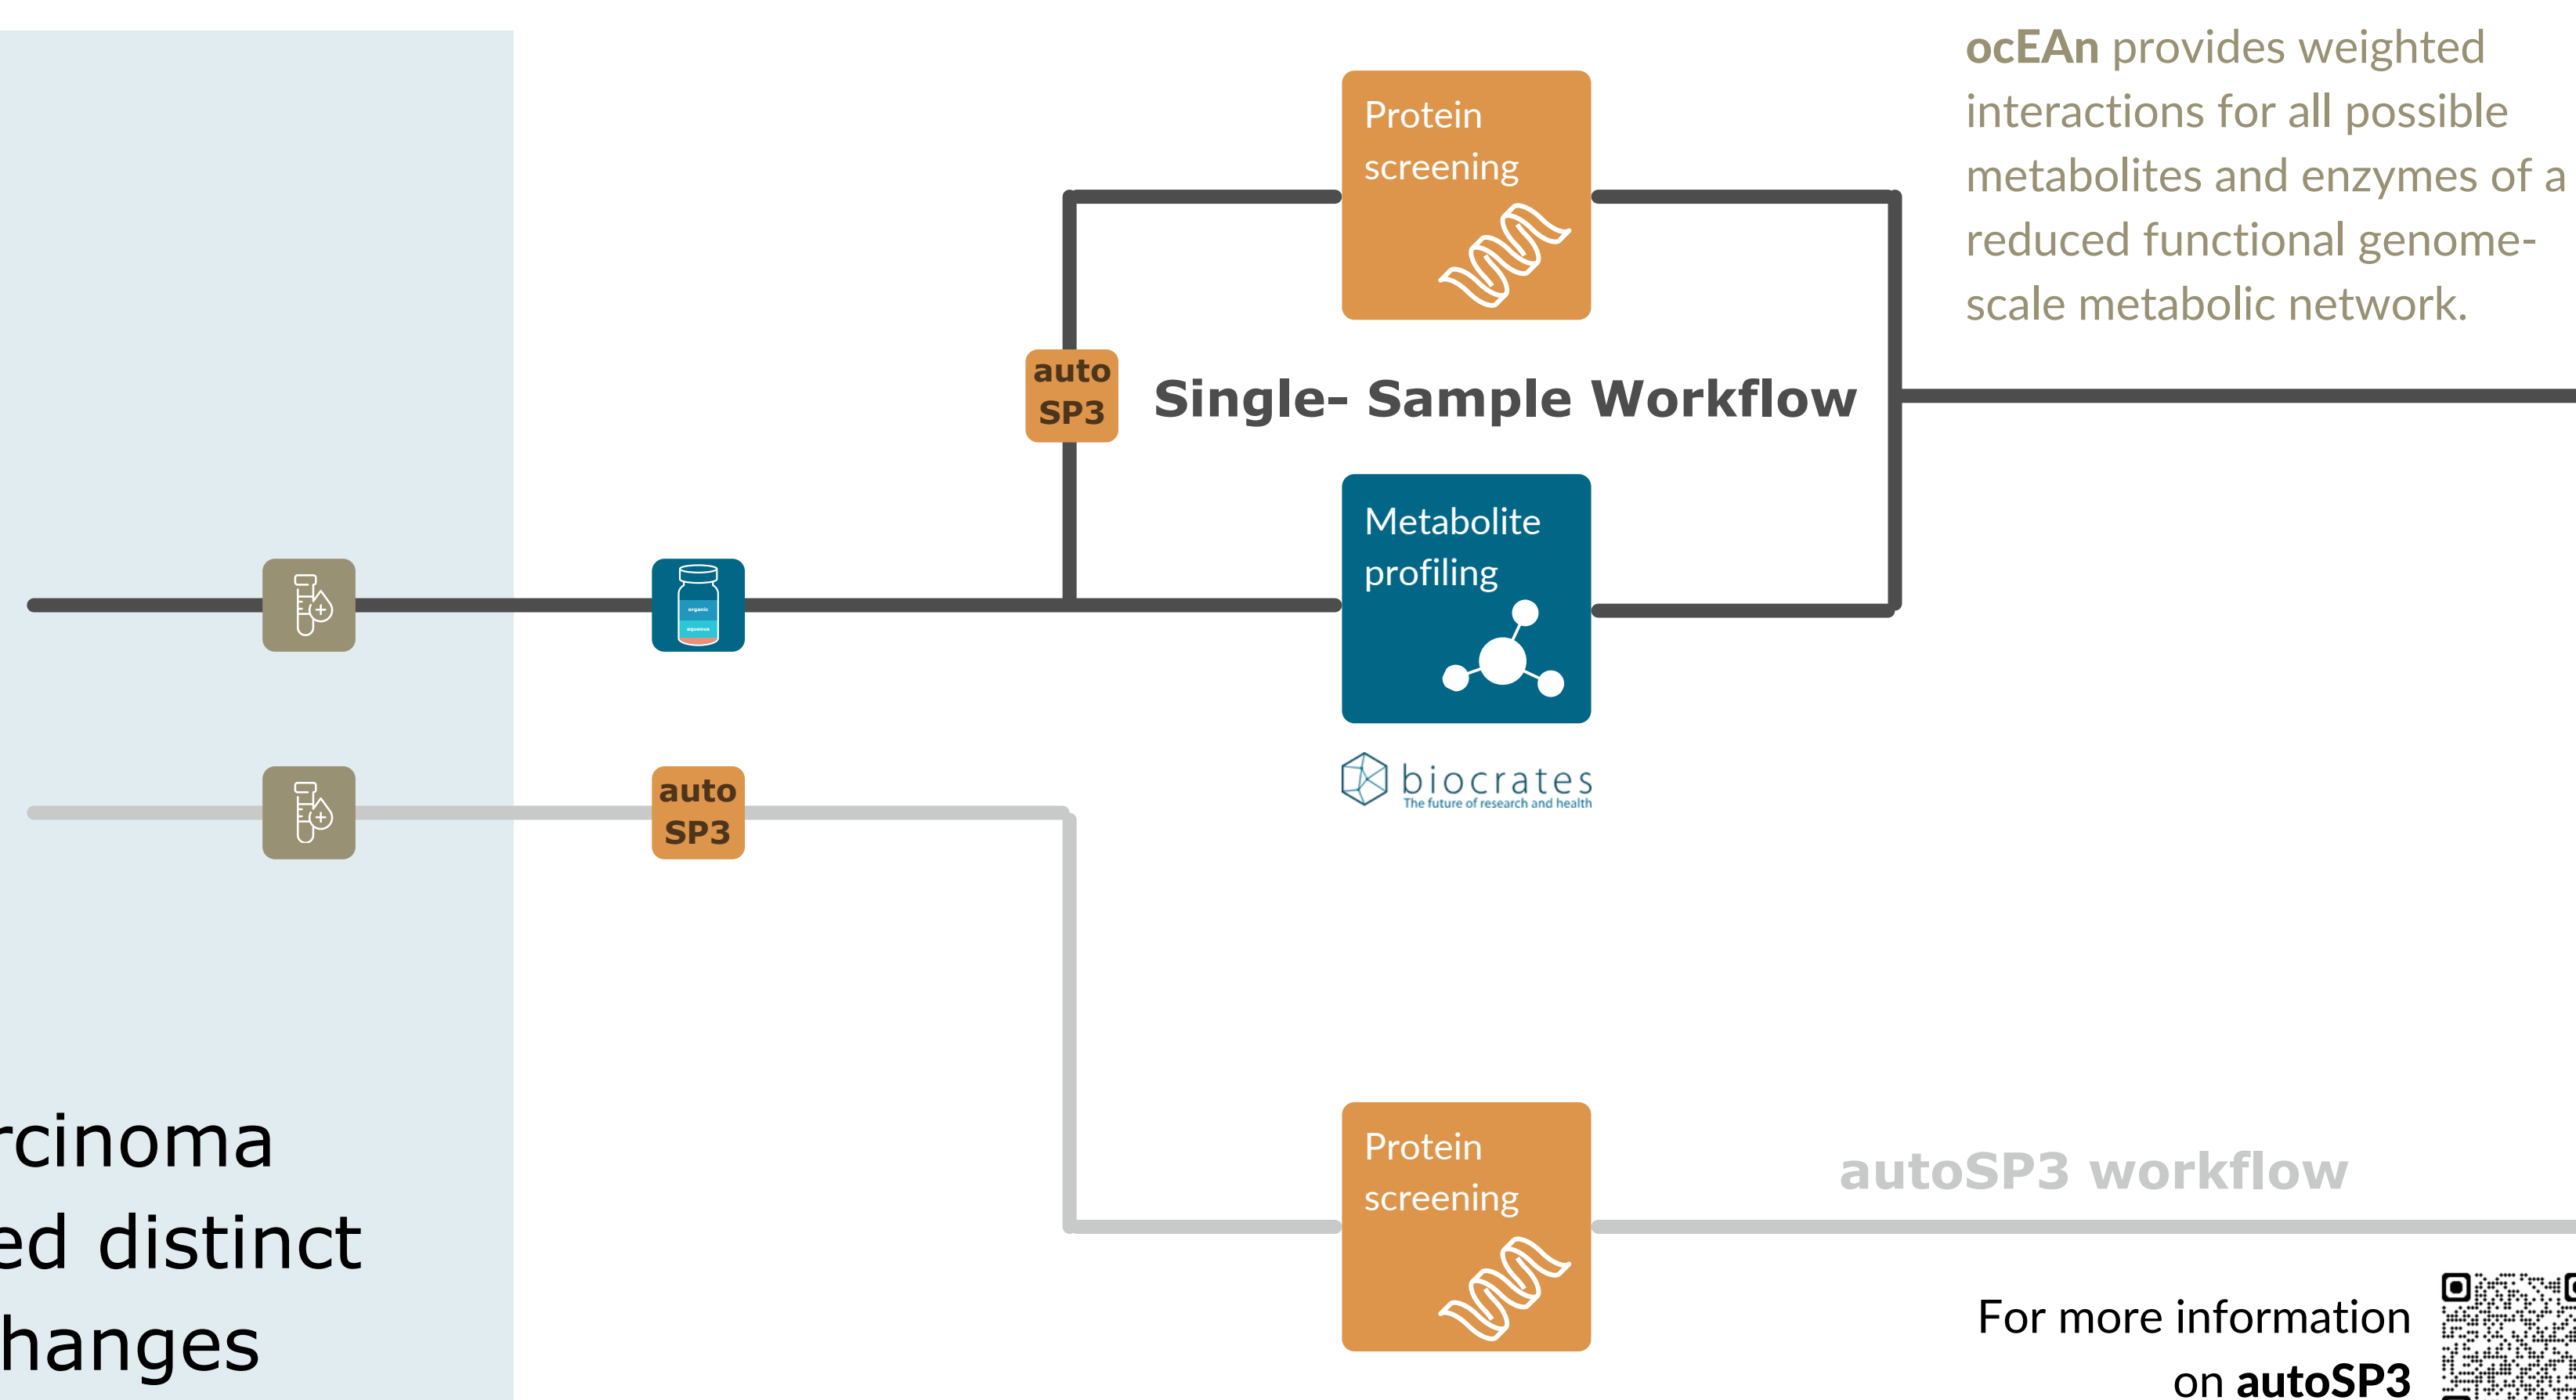 ocEAn provides weighted
interactions for all possible
metabolites and enzymes of a
reduced functional genome-
scale metabolic network.
Protein
screening
auto
SP3
Single- Sample Workflow
Metabolite
profiling
organic
aqueous
biocrates
The future of research and health
auto
SP3
Protein
screening
autoSP3 workflow
rcinoma
ed distinct
hanges
For more information
on autoSP3